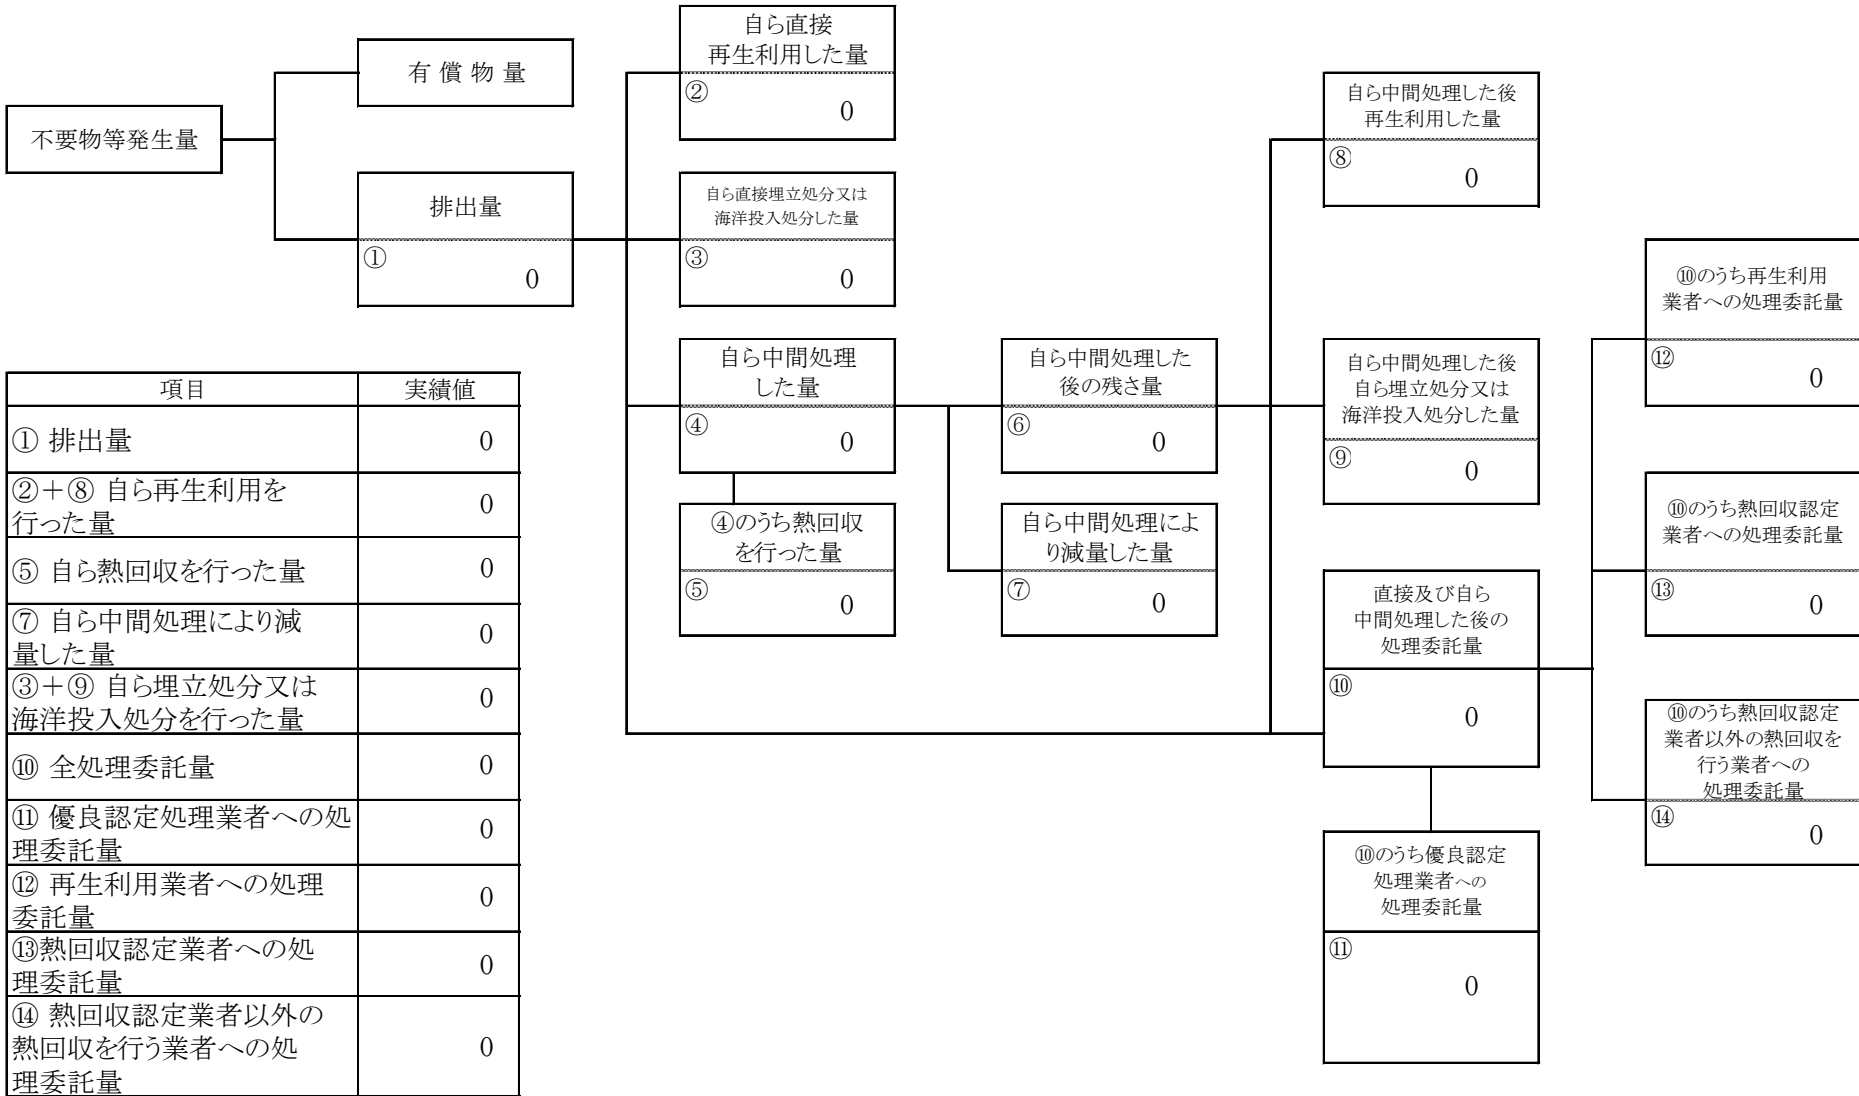 不要物等発生量
有償物量
排出量
①
0
自ら直接
再生利用した量
②
0
自ら直接埋立処分又は
海洋投入処分した量
③
0
自ら中間処理
した量
④
0
④のうち熱回収
を行った量
⑤
0
自ら中間処理した
後の残さ量
⑥
0
自ら中間処理によ
り減量した量
⑦
0
自ら中間処理した後
再生利用した量
⑧
0
自ら中間処理した後
自ら埋立処分又は
海洋投入処分した量
⑨
0
直接及び自ら
中間処理した後の
処理委託量
⑩
0
⑩のうち優良認定
処理業者への
処理委託量
⑪
0
⑩のうち再生利用
業者への処理委託量
⑫
0
⑩のうち熱回収認定
業者への処理委託量
⑬
0
⑩のうち熱回収認定
業者以外の熱回収を
行う業者への
処理委託量
⑭
0
項目 実績値
① 排出量 0
②＋⑧ 自ら再生利用を
行った量 0
⑤ 自ら熱回収を行った量 0
⑦ 自ら中間処理により減
量した量 0
③＋⑨ 自ら埋立処分又は
海洋投入処分を行った量 0
⑩ 全処理委託量 0
⑪ 優良認定処理業者への処
理委託量 0
⑫ 再生利用業者への処理
委託量 0
⑬熱回収認定業者への処
理委託量 0
⑭ 熱回収認定業者以外の
熱回収を行う業者への処
理委託量 0